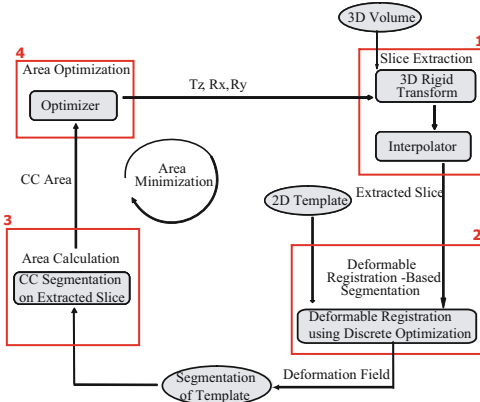 3D Volume
1
Slice Extraction
3D Rigid
Transform
Interpolator
4
Area Optimization
Optimizer
Tz, Rx, Ry
CC Area
Area
Minimization
Extracted Slice
2D Template
2
Deformable
Registration -Based
Segmentation
Deformable Registration
using Discrete Optimization
3
Area Calculation
CC Segmentation
on Extracted Slice
Deformation Field
Segmentation
of Template